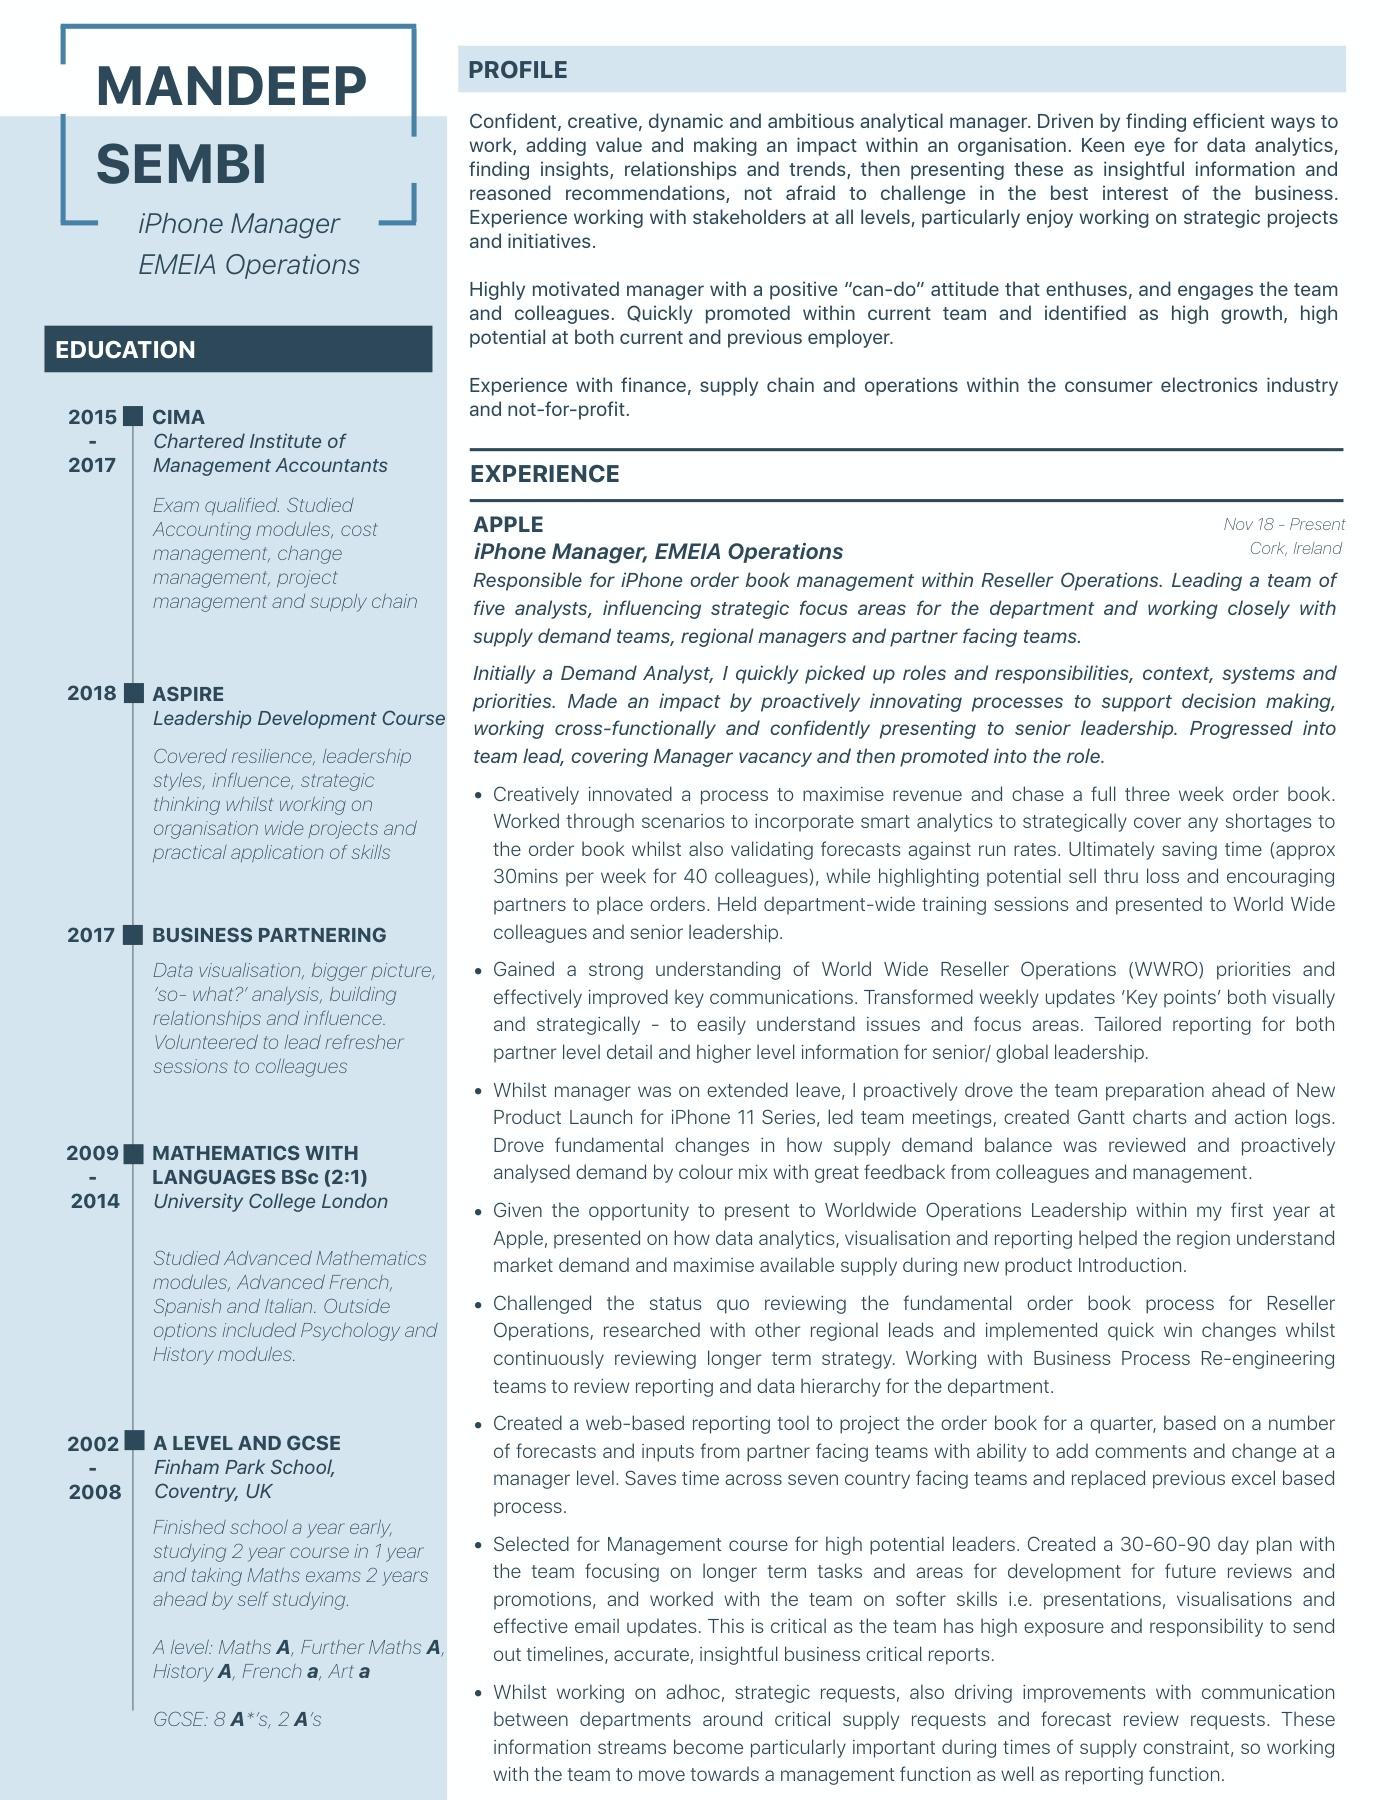 MANDEEP
SEMBI
iPhone Manager
EMEIA Operations
EDUCATION
2015
-
2017
CIMA
Chartered Institute of
Management Accountants
Exam qualified. Studied
Accounting modules, cost
management, change
management, project
management and supply chain
2018
ASPIRE
Leadership Development Course
Covered resilience, leadership
styles, influence, strategic
thinking whilst working on
organisation wide projects and
practical application of skills
2017
BUSINESS PARTNERING
Data visualisation, bigger picture,
‘so- what?’ analysis, building
relationships and influence.
Volunteered to lead refresher
sessions to colleagues
2009
-
2014
MATHEMATICS WITH
LANGUAGES BSc (2:1)
University College London
Studied Advanced Mathematics
modules, Advanced French,
Spanish and Italian. Outside
options included Psychology and
History modules.
2002
-
2008
A LEVEL AND GCSE
Finham Park School,
Coventry, UK
Finished school a year early,
studying 2 year course in 1 year
and taking Maths exams 2 years
ahead by self studying.
A level: Maths A, Further Maths A,
History A, French a, Art a
GCSE: 8 A*’s, 2 A’s
PROFILE
Confident, creative, dynamic and ambitious analytical manager. Driven by finding efficient ways to
work, adding value and making an impact within an organisation. Keen eye for data analytics,
finding insights, relationships and trends, then presenting these as insightful information and
reasoned recommendations, not afraid to challenge in the best interest of the business.
Experience working with stakeholders at all levels, particularly enjoy working on strategic projects
and initiatives.
Highly motivated manager with a positive “can-do” attitude that enthuses, and engages the team
and colleagues. Quickly promoted within current team and identified as high growth, high
potential at both current and previous employer.
Experience with finance, supply chain and operations within the consumer electronics industry
and not-for-profit.
EXPERIENCE
APPLE
Nov 18 - Present
iPhone Manager, EMEIA Operations
Cork, Ireland
Responsible for iPhone order book management within Reseller Operations. Leading a team of
five analysts, influencing strategic focus areas for the department and working closely with
supply demand teams, regional managers and partner facing teams.
Initially a Demand Analyst, I quickly picked up roles and responsibilities, context, systems and
priorities. Made an impact by proactively innovating processes to support decision making,
working cross-functionally and confidently presenting to senior leadership. Progressed into
team lead, covering Manager vacancy and then promoted into the role.
• Creatively innovated a process to maximise revenue and chase a full three week order book.
Worked through scenarios to incorporate smart analytics to strategically cover any shortages to
the order book whilst also validating forecasts against run rates. Ultimately saving time (approx
30mins per week for 40 colleagues), while highlighting potential sell thru loss and encouraging
partners to place orders. Held department-wide training sessions and presented to World Wide
colleagues and senior leadership.
• Gained a strong understanding of World Wide Reseller Operations (WWRO) priorities and
effectively improved key communications. Transformed weekly updates ‘Key points’ both visually
and strategically - to easily understand issues and focus areas. Tailored reporting for both
partner level detail and higher level information for senior/ global leadership.
• Whilst manager was on extended leave, I proactively drove the team preparation ahead of New
Product Launch for iPhone 11 Series, led team meetings, created Gantt charts and action logs.
Drove fundamental changes in how supply demand balance was reviewed and proactively
analysed demand by colour mix with great feedback from colleagues and management.
• Given the opportunity to present to Worldwide Operations Leadership within my first year at
Apple, presented on how data analytics, visualisation and reporting helped the region understand
market demand and maximise available supply during new product Introduction.
• Challenged the status quo reviewing the fundamental order book process for Reseller
Operations, researched with other regional leads and implemented quick win changes whilst
continuously reviewing longer term strategy. Working with Business Process Re-engineering
teams to review reporting and data hierarchy for the department.
• Created a web-based reporting tool to project the order book for a quarter, based on a number
of forecasts and inputs from partner facing teams with ability to add comments and change at a
manager level. Saves time across seven country facing teams and replaced previous excel based
process.
• Selected for Management course for high potential leaders. Created a 30-60-90 day plan with
the team focusing on longer term tasks and areas for development for future reviews and
promotions, and worked with the team on softer skills i.e. presentations, visualisations and
effective email updates. This is critical as the team has high exposure and responsibility to send
out timelines, accurate, insightful business critical reports.
• Whilst working on adhoc, strategic requests, also driving improvements with communication
between departments around critical supply requests and forecast review requests. These
information streams become particularly important during times of supply constraint, so working
with the team to move towards a management function as well as reporting function.